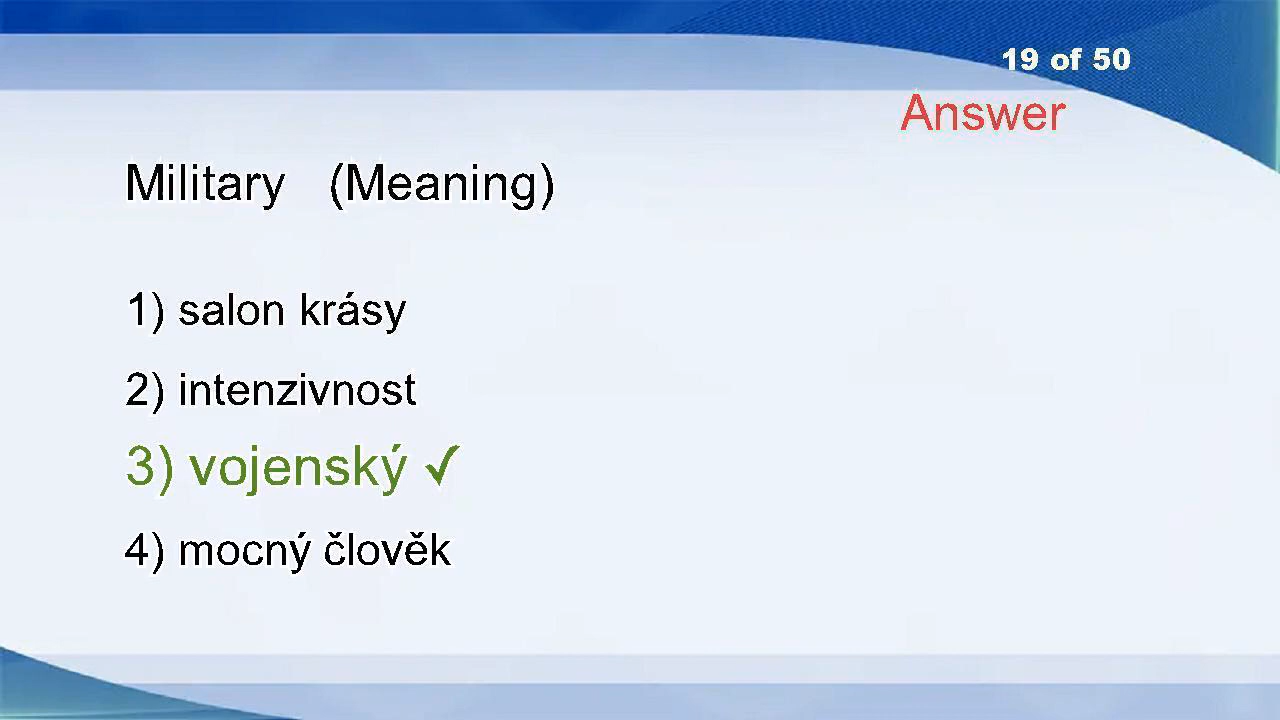 19 of 50
Answer
Military (Meaning)
1) salon krásy
2) intenzivnost
3) vojenský ✓
4) mocný člověk